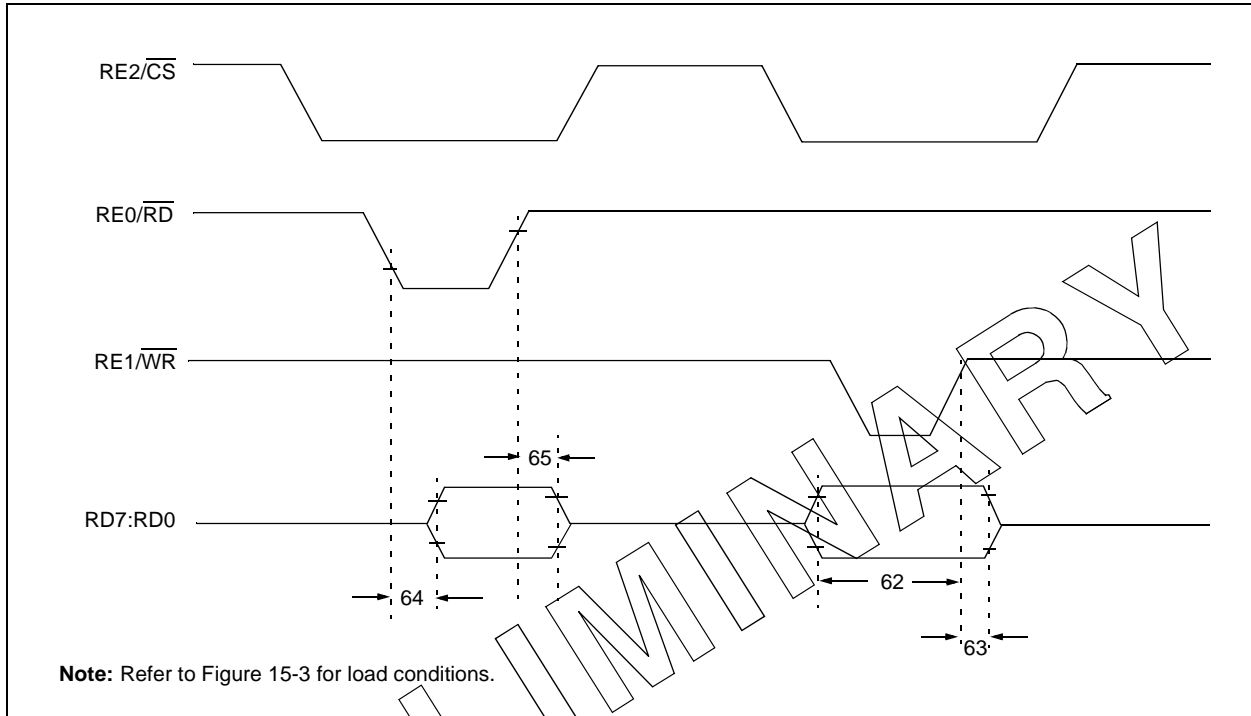 RE2/CS
RE0/RD
RE1/WR
65
RD7:RD0
62
64
63
Note: Refer to Figure 15-3 for load conditions.
LIMINARY